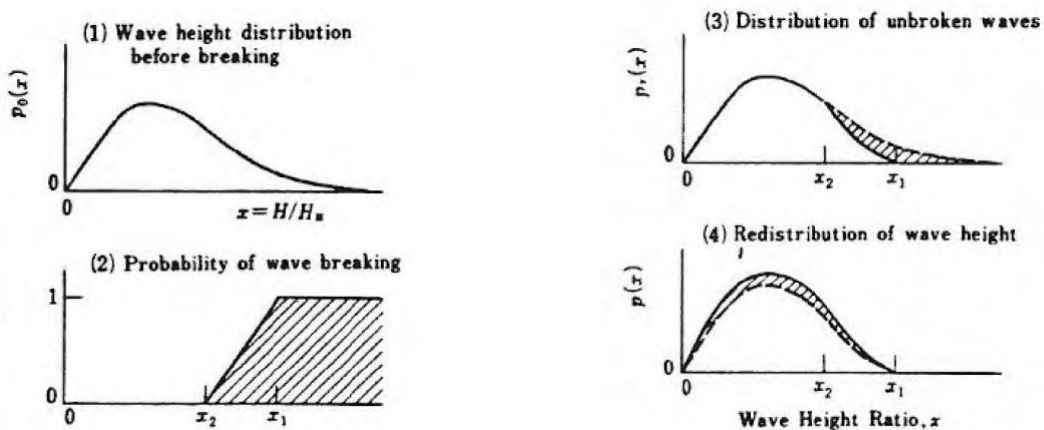 (1) Wave height distribution
before breaking
p₀(x)
0
0
x=H/H*
(2) Probability of wave breaking
1
0
0
x₂
x₁
(3) Distribution of unbroken waves
pᵣ(x)
0
0
x₂
x₁
(4) Redistribution of wave height
p(x)
0
0
x₂
x₁
Wave Height Ratio, x